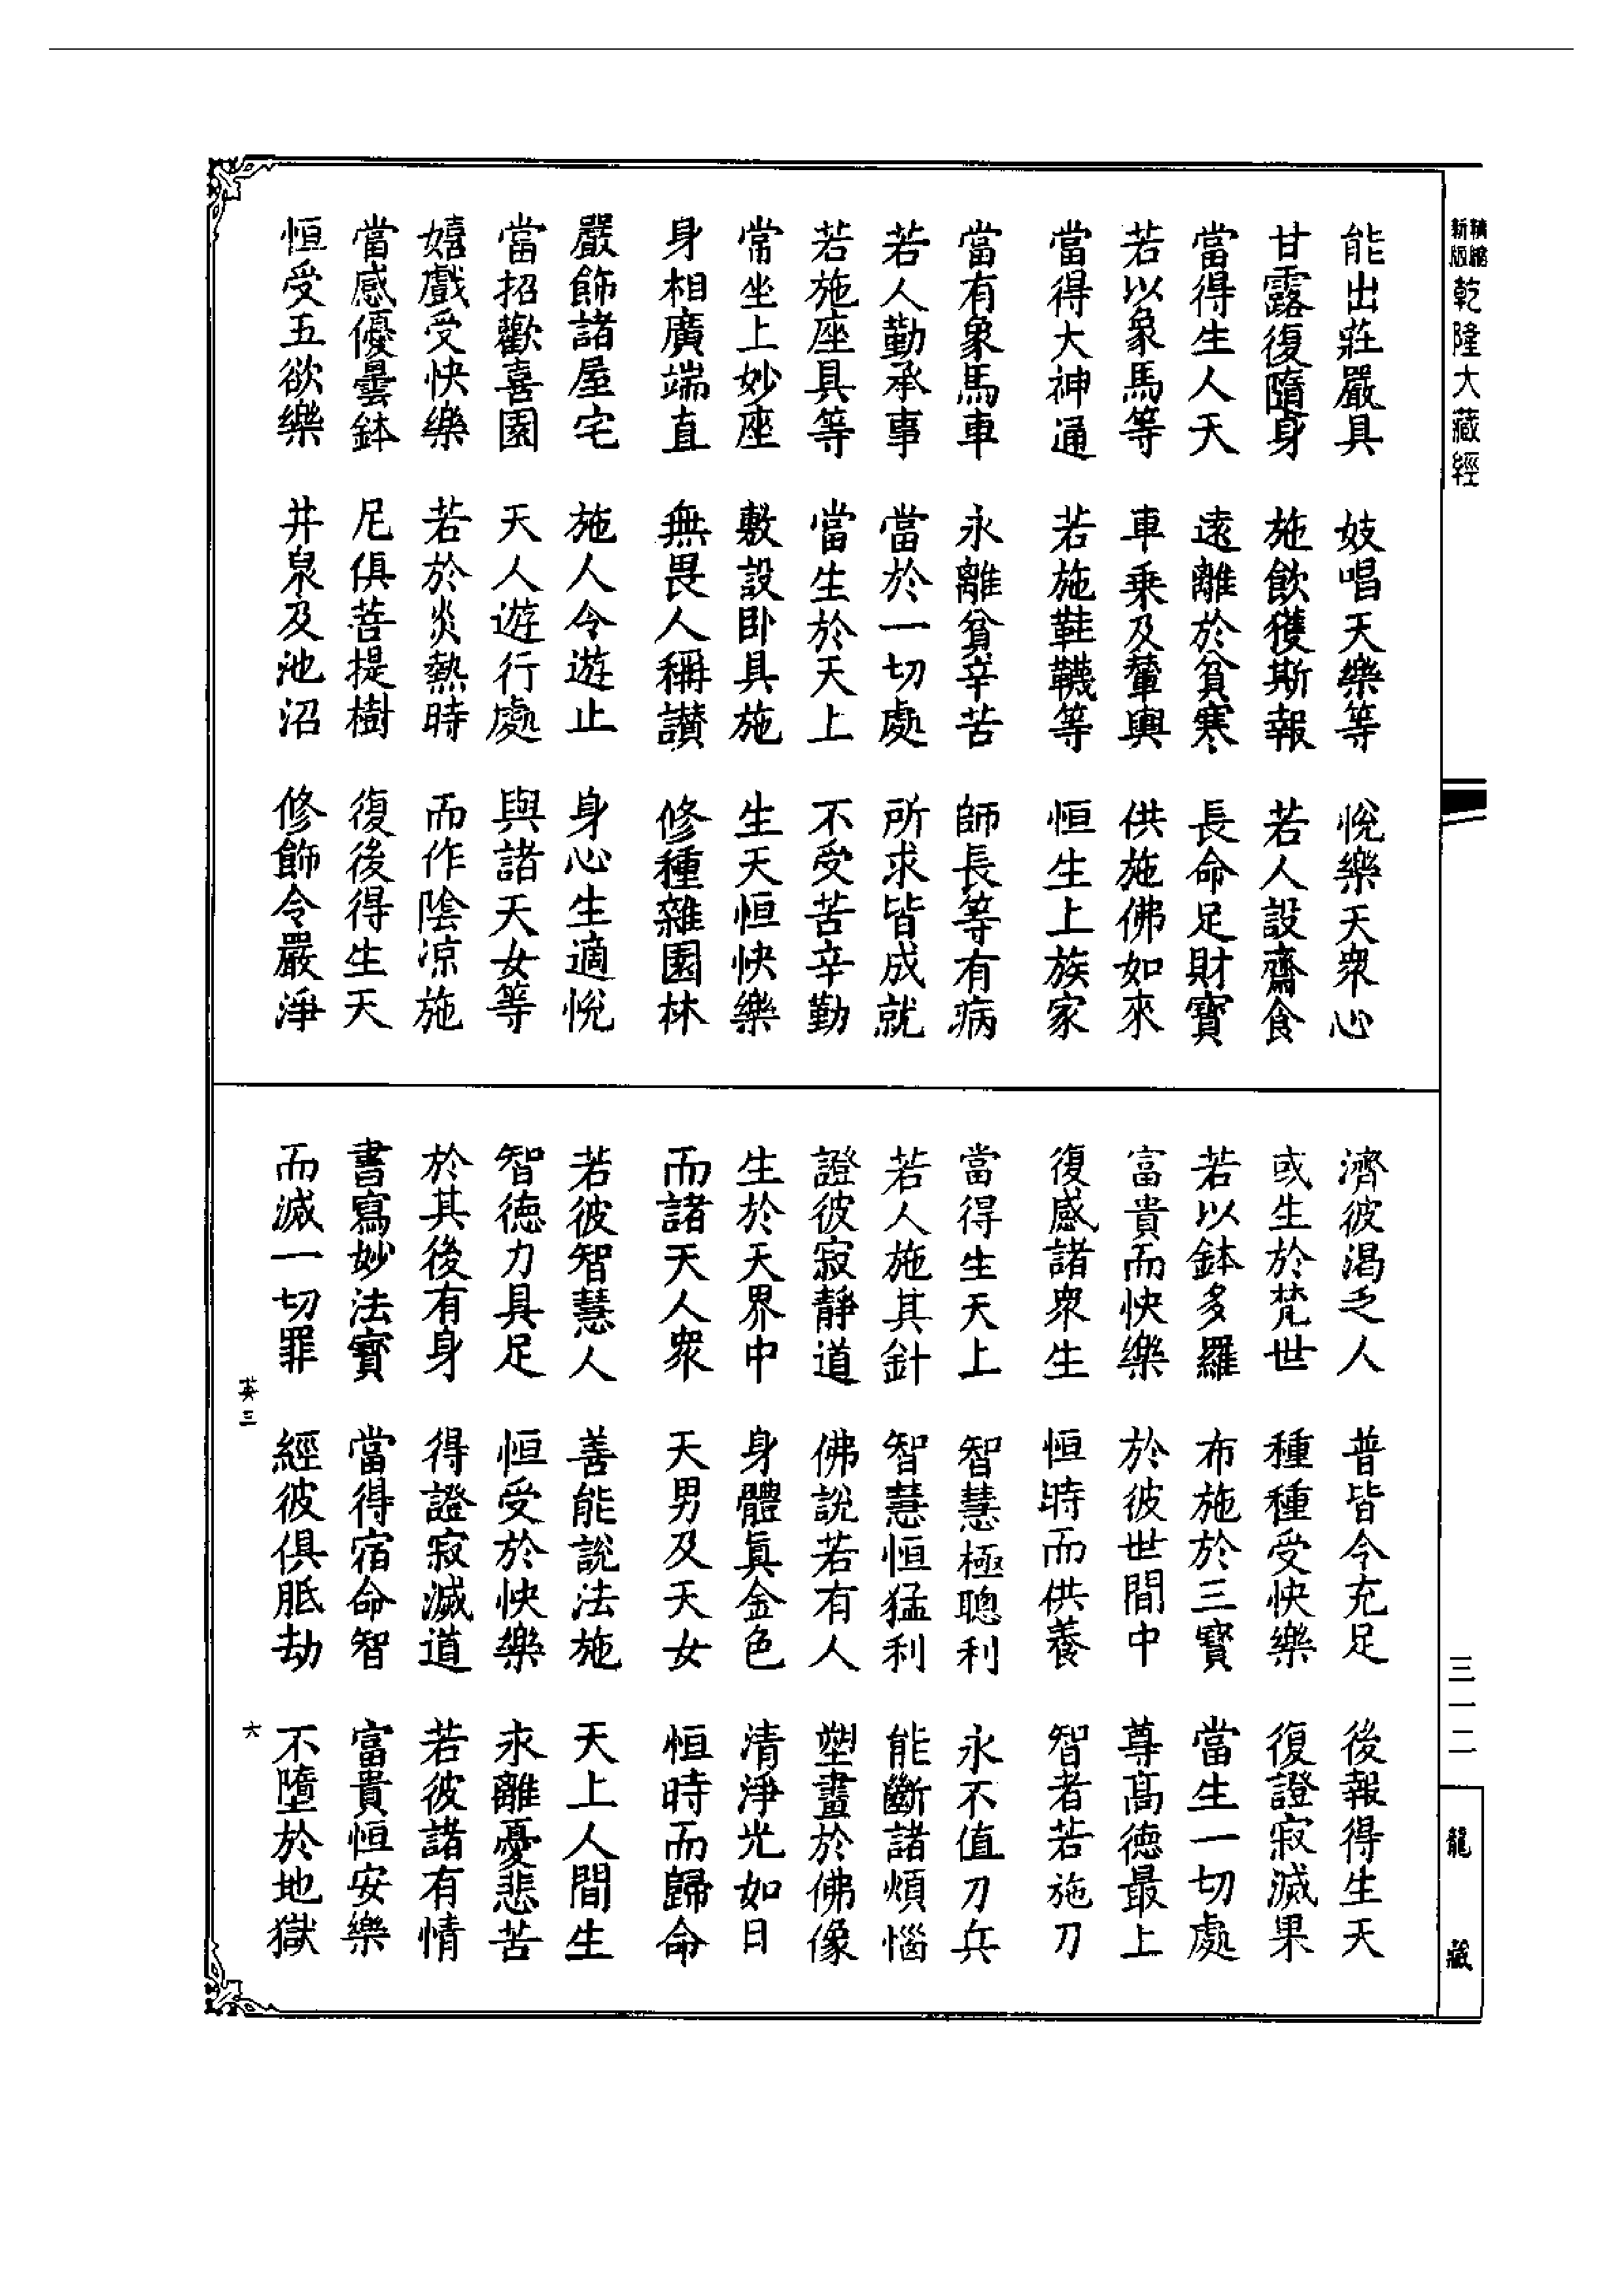 精縮新版 乾隆大藏經
能出莊嚴具 妓唱天樂等 悅樂天眾心
甘露復隨身 施飲獲斯報 若人設齋食
當得生人天 遠離於貧寒 長命足財寶
若以象馬等 車乘及輦輿 供施佛如來
當得大神通 若施鞋韈等 恒生上族家
當有象馬車 永離貧辛苦 師長等有病
若人勤承事 當於一切處 所求皆成就
若施座具等 當生於天上 不受苦辛勤
常坐上妙座 敷設卧具施 生天恒快樂
身相廣端直 無畏人稱讃 修種雜園林
嚴飾諸屋宅 施人令遊止 身心生適悅
當招歡喜園 天人遊行處 與諸天女等
嬉戲受快樂 若於炎熱時 而作陰凉施
當感優曇鉢 尼俱菩提樹 復後得生天
恒受五欲樂 井泉及池沼 修飾令嚴淨
濟彼渴乏人 普皆令充足 後報得生天
或生於梵世 種種受快樂 復證寂滅果
若以鉢多羅 布施於三寶 當生一切處
富貴而快樂 於彼世間中 尊高德最上
復感諸眾生 恒時而供養 智者若施刀
當得生天上 智慧極聰利 永不值刀兵
若人施其針 智慧恒猛利 能斷諸煩惱
證彼寂靜道 佛說若有人 塑畫於佛像
生於天界中 身體真金色 清淨光如日
而諸天人眾 天男及天女 恒時而歸命
若彼智慧人 善能說法施 天上人間生
智德力具足 恒受於快樂 永離憂悲苦
於其後有身 得證寂滅道 若彼諸有情
書寫妙法寶 當得宿命智 富貴恒安樂
而滅一切罪 經彼俱胝劫 不墮於地獄
英三 六
三一二
龍藏